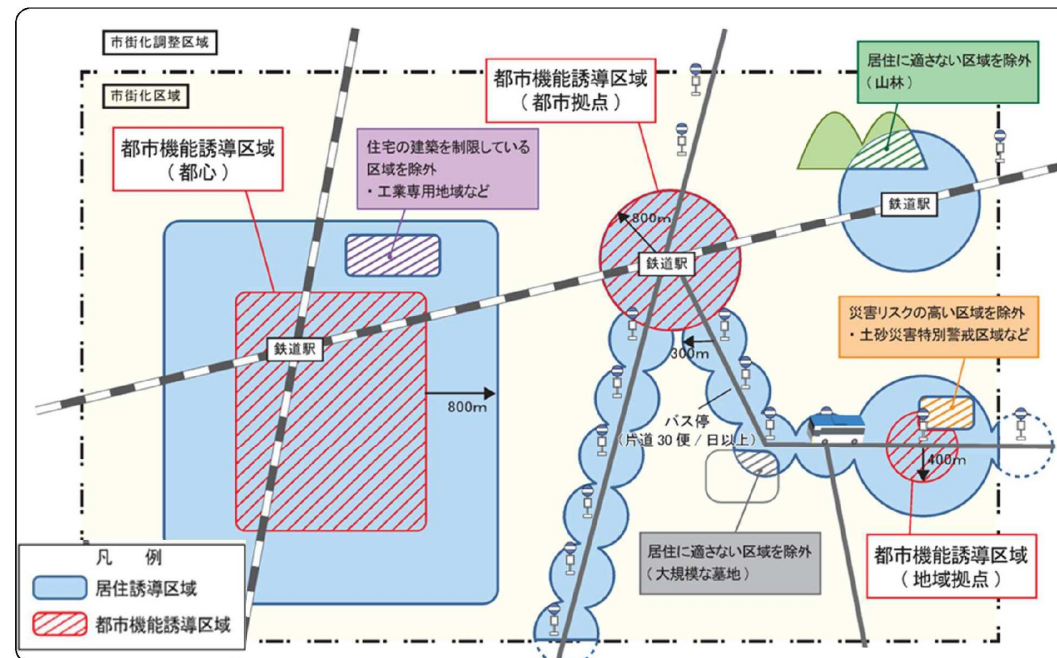 市街化調整区域
市街化区域
都市機能誘導区域
(都心)
住宅の建築を制限している
区域を除外
・工業専用地域など
都市機能誘導区域
(都市拠点)
居住に適さない区域を除外
(山林)
800m
鉄道駅
鉄道駅
鉄道駅
800m
300m
バス停
(片道30便/日以上)
災害リスクの高い区域を除外
・土砂災害特別警戒区域など
400m
居住に適さない区域を除外
(大規模な墓地)
都市機能誘導区域
(地域拠点)
凡例
居住誘導区域
都市機能誘導区域